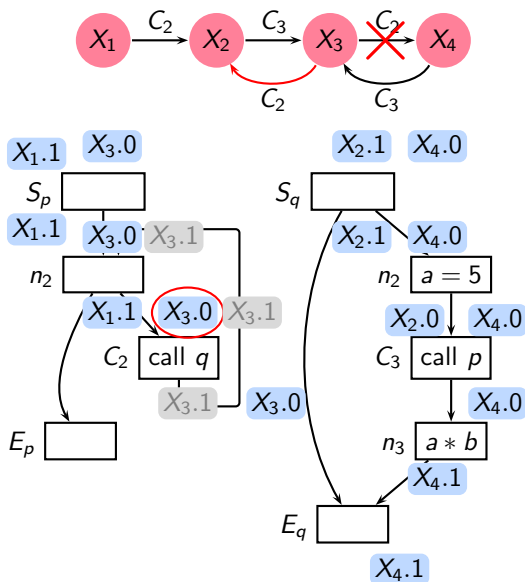 C₂ C₃ C₂
X₁ X₂ X₃ X₄
C₂ C₃
X₁.1 X₃.0 X₂.1 X₄.0
Sₚ S_q
X₁.1 X₃.0 X₃.1 X₂.1 X₄.0
n₂ n₂ a = 5
X₁.1 X₃.0 X₃.1 X₂.0 X₄.0
C₂ call q C₃ call p
X₃.1 X₃.0 X₄.0
Eₚ n₃ a * b
X₄.1
E_q
X₄.1